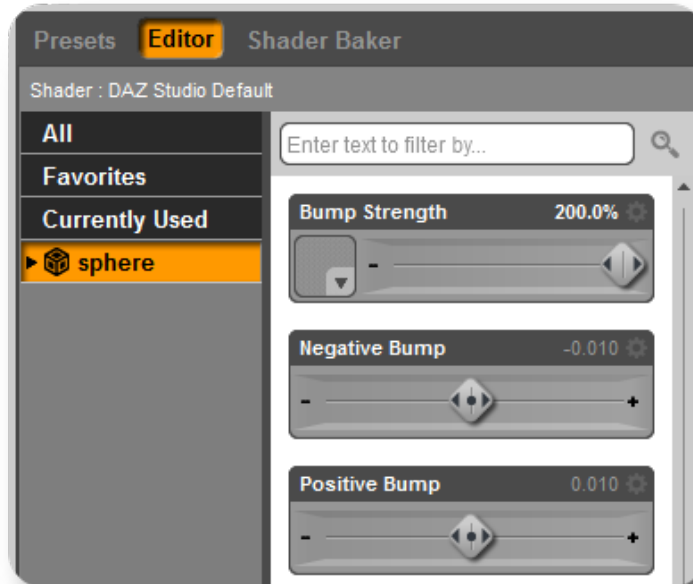 Presets Editor Shader Baker
Shader : DAZ Studio Default
All
Favorites
Currently Used
sphere
Enter text to filter by...
Bump Strength 200.0%
-
Negative Bump -0.010
- +
Positive Bump 0.010
- +